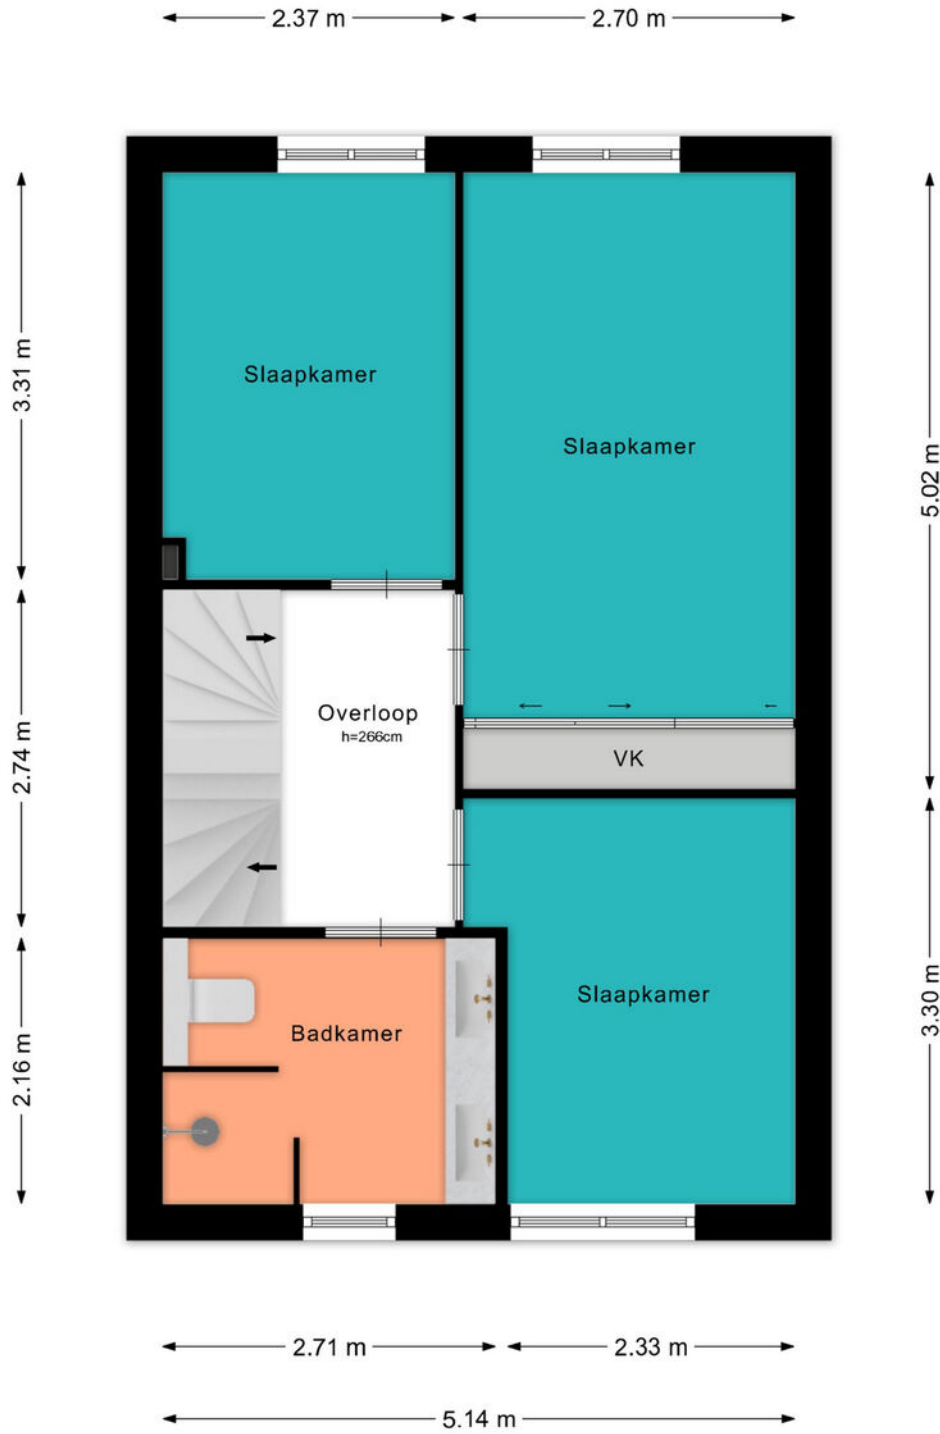 2.37 m
2.70 m
3.31 m
Slaapkamer
Slaapkamer
5.02 m
Overloop
h=266cm
2.74 m
VK
Slaapkamer
3.30 m
Badkamer
2.16 m
2.71 m
2.33 m
5.14 m